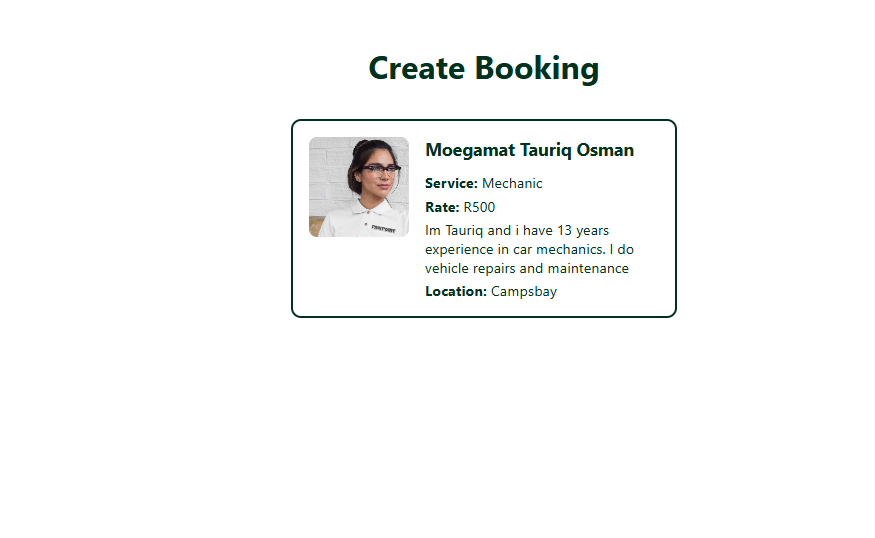 Create Booking
Moegamat Tauriq Osman
Service: Mechanic
Rate: R500
Im Tauriq and i have 13 years
experience in car mechanics. I do
vehicle repairs and maintenance
Location: Campsbay